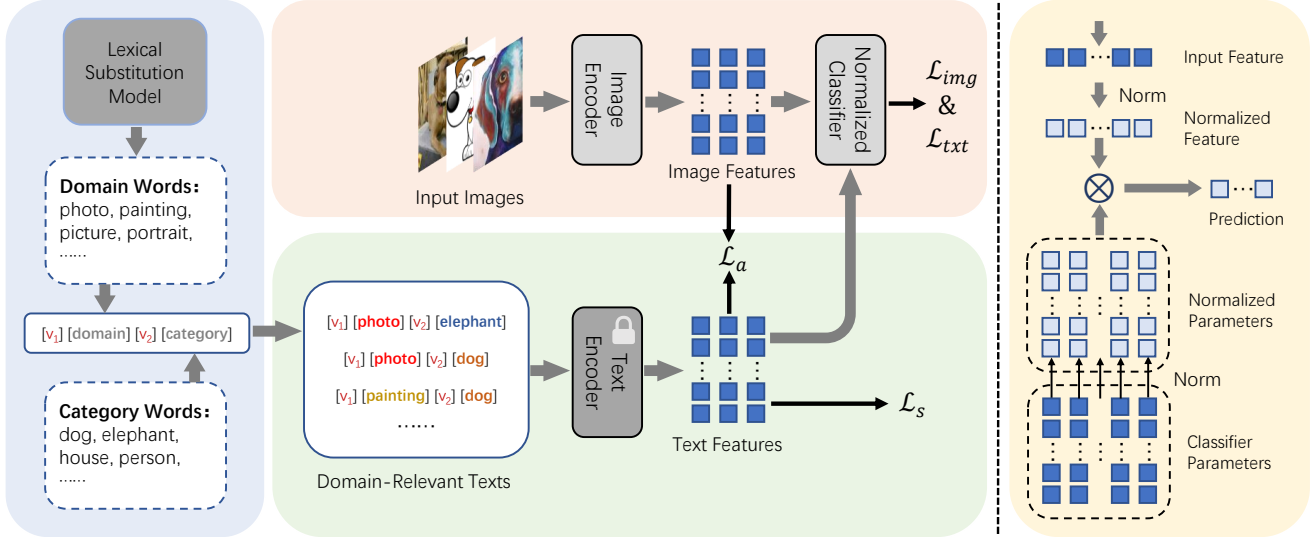 Lexical
Substitution
Model
Domain Words:
photo, painting,
picture, portrait,
......
[v₁] [domain] [v₂] [category]
Category Words:
dog, elephant,
house, person,
......
Input Images
Image
Encoder
Image Features
Normalized
Classifier
ℒimg
&
ℒtxt
ℒa
[v₁] [photo] [v₂] [elephant]
[v₁] [photo] [v₂] [dog]
[v₁] [painting] [v₂] [dog]
......
Domain-Relevant Texts
Text
Encoder
Text Features
ℒs
Input Feature
Norm
Normalized
Feature
Prediction
Normalized
Parameters
Norm
Classifier
Parameters